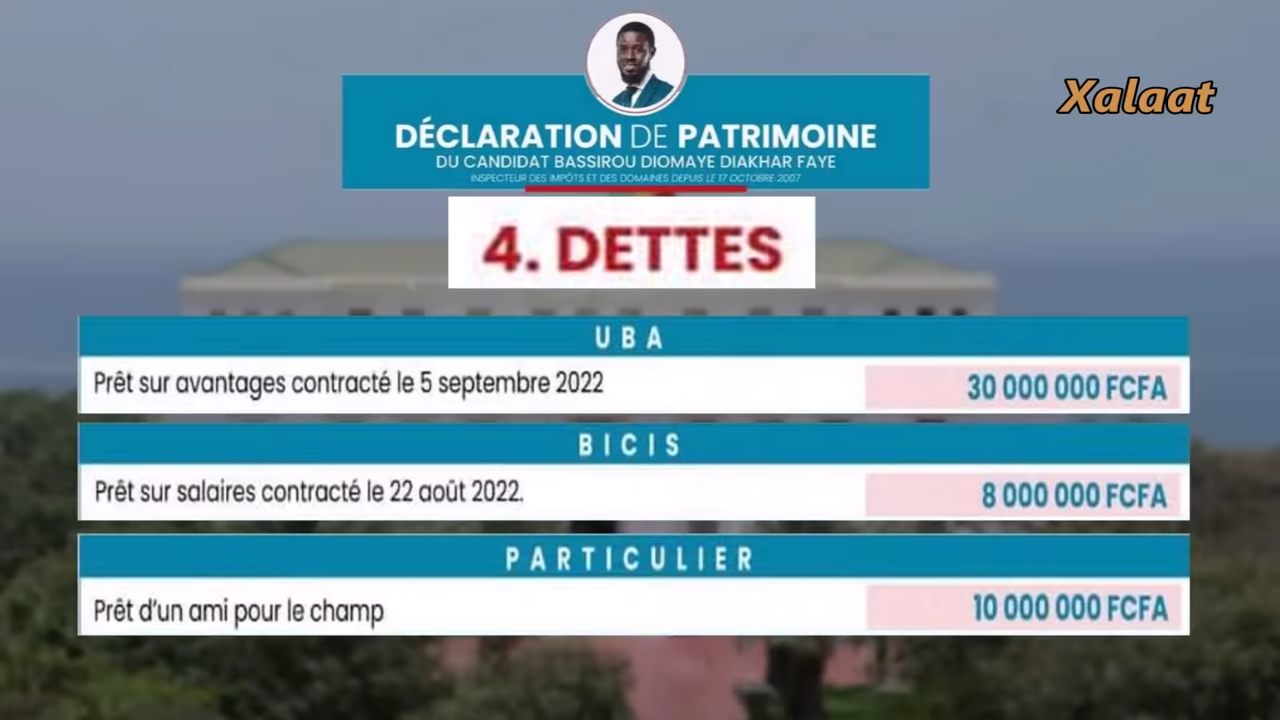 Xalaat
DÉCLARATION DE PATRIMOINE
DU CANDIDAT BASSIROU DIOMAYE DIAKHAR FAYE
INSPECTEUR DES IMPÔTS ET DES DOMAINES DEPUIS LE 17 OCTOBRE 2007
4. DETTES
UBA
Prêt sur avantages contracté le 5 septembre 2022 30 000 000 FCFA
BICIS
Prêt sur salaires contracté le 22 août 2022. 8 000 000 FCFA
PARTICULIER
Prêt d'un ami pour le champ 10 000 000 FCFA